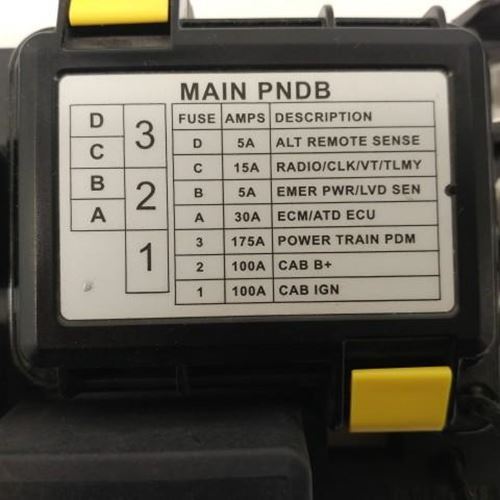 MAIN PNDB
D
C
B
A
3
2
1
FUSE AMPS DESCRIPTION
D 5A ALT REMOTE SENSE
C 15A RADIO/CLK/VT/TLMY
B 5A EMER PWR/LVD SEN
A 30A ECM/ATD ECU
3 175A POWER TRAIN PDM
2 100A CAB B+
1 100A CAB IGN